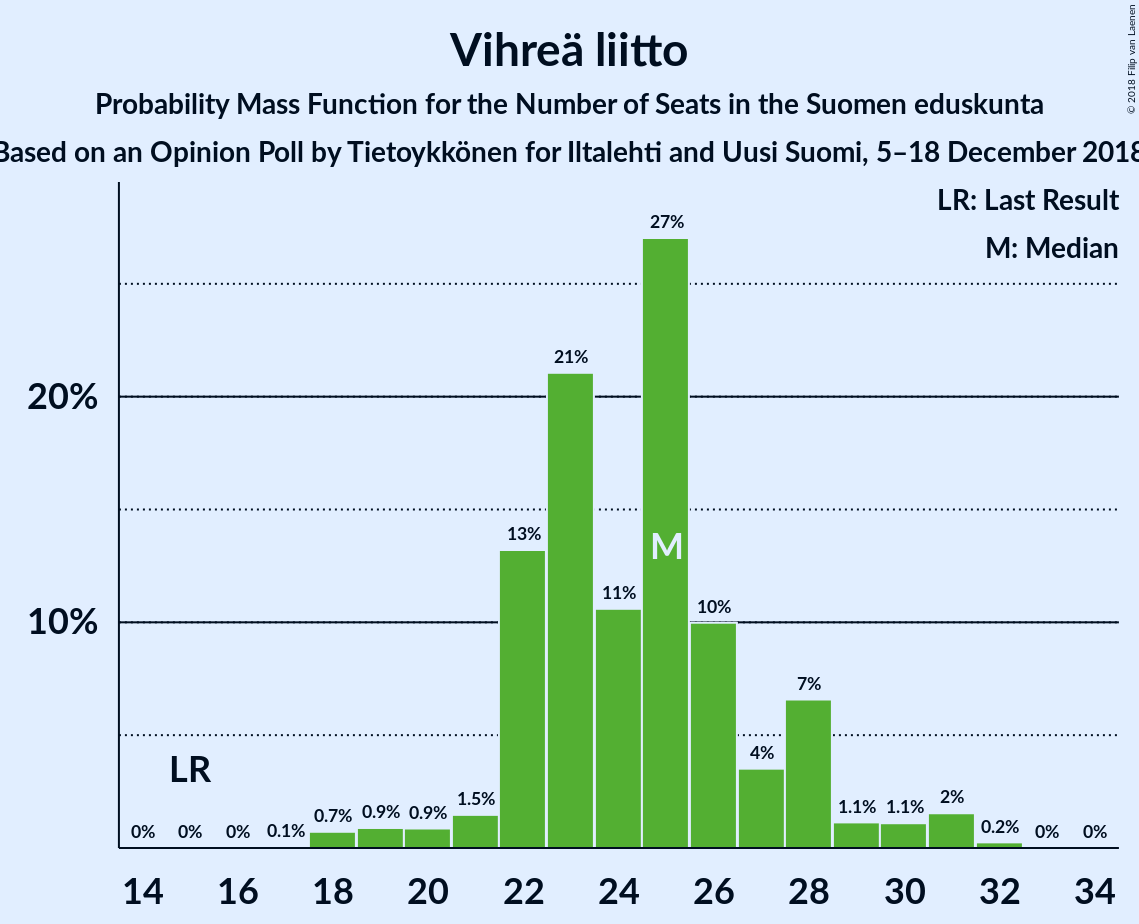 Vihreä liitto
Probability Mass Function for the Number of Seats in the Suomen eduskunta
Based on an Opinion Poll by Tietoykkönen for Iltalehti and Uusi Suomi, 5–18 December 2018
© 2018 Filip van Laenen
LR: Last Result
M: Median
20%
10%
0%
0%
0%
0.1%
0.7%
0.9%
0.9%
1.5%
13%
21%
11%
27%
10%
4%
7%
1.1%
1.1%
2%
0.2%
0%
0%
LR
M
14 16 18 20 22 24 26 28 30 32 34